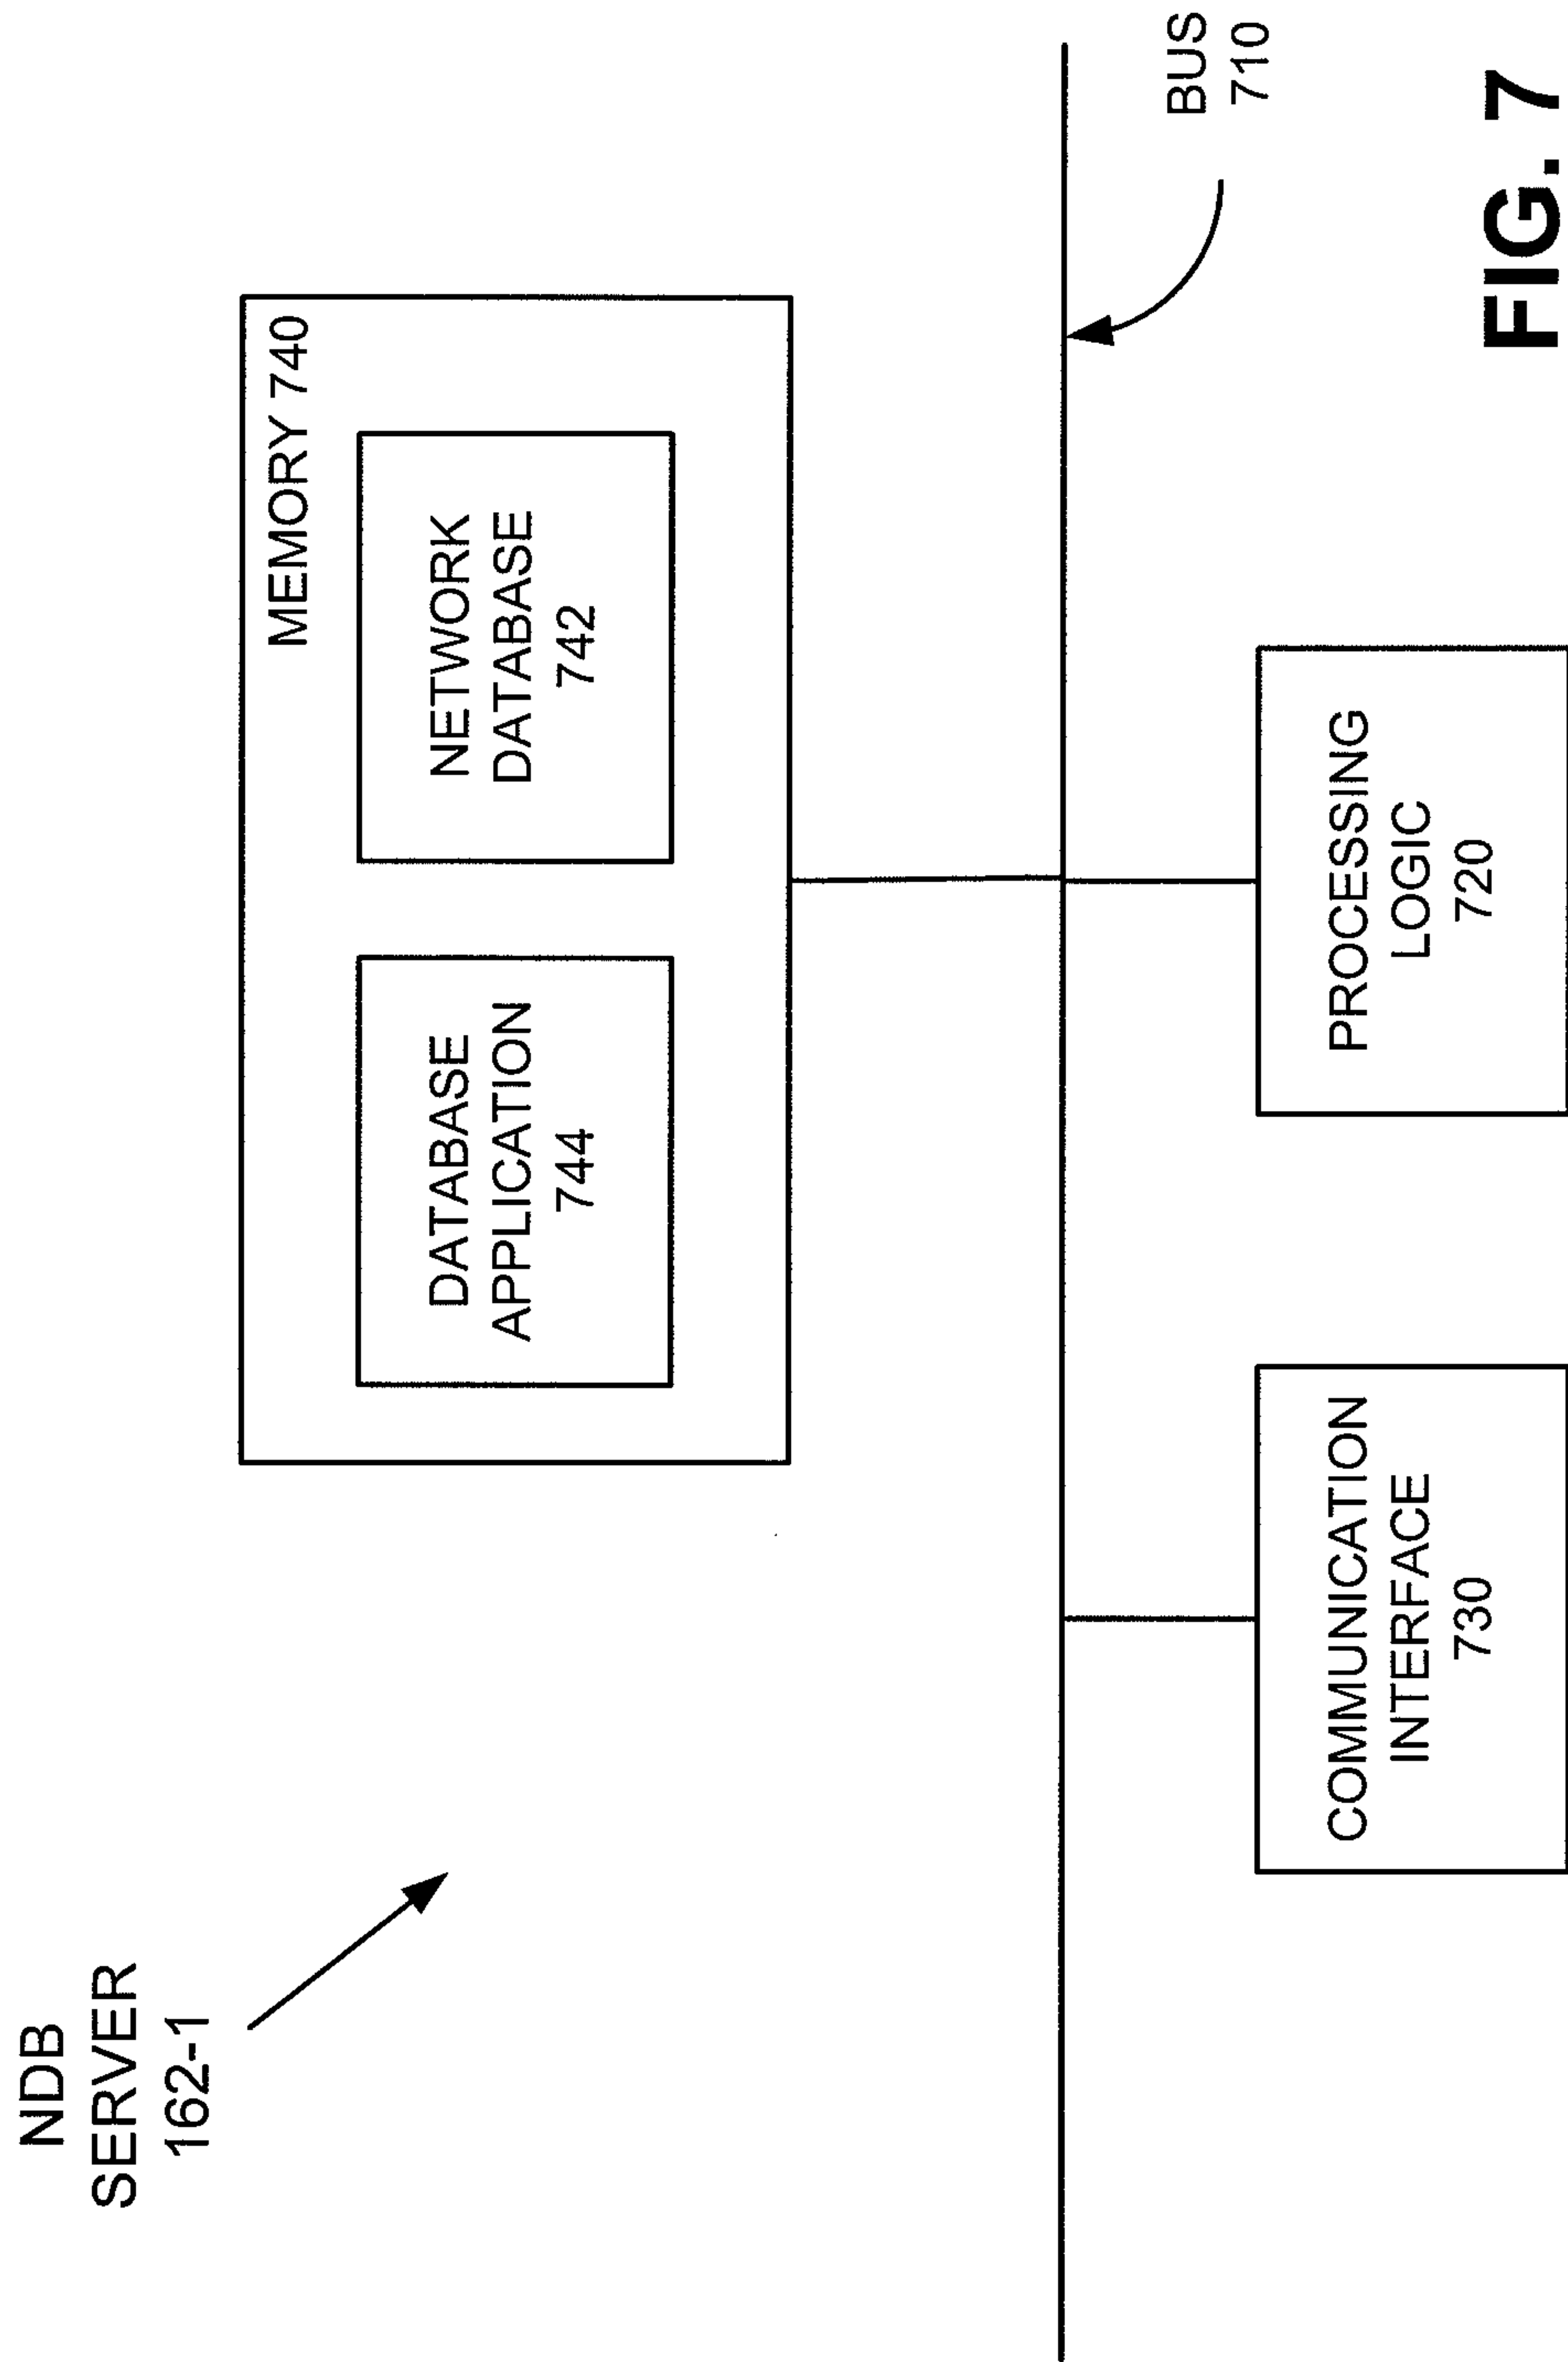 NDB
SERVER
162-1
MEMORY 740
DATABASE
APPLICATION
744
NETWORK
DATABASE
742
BUS
710
COMMUNICATION
INTERFACE
730
PROCESSING
LOGIC
720
FIG. 7